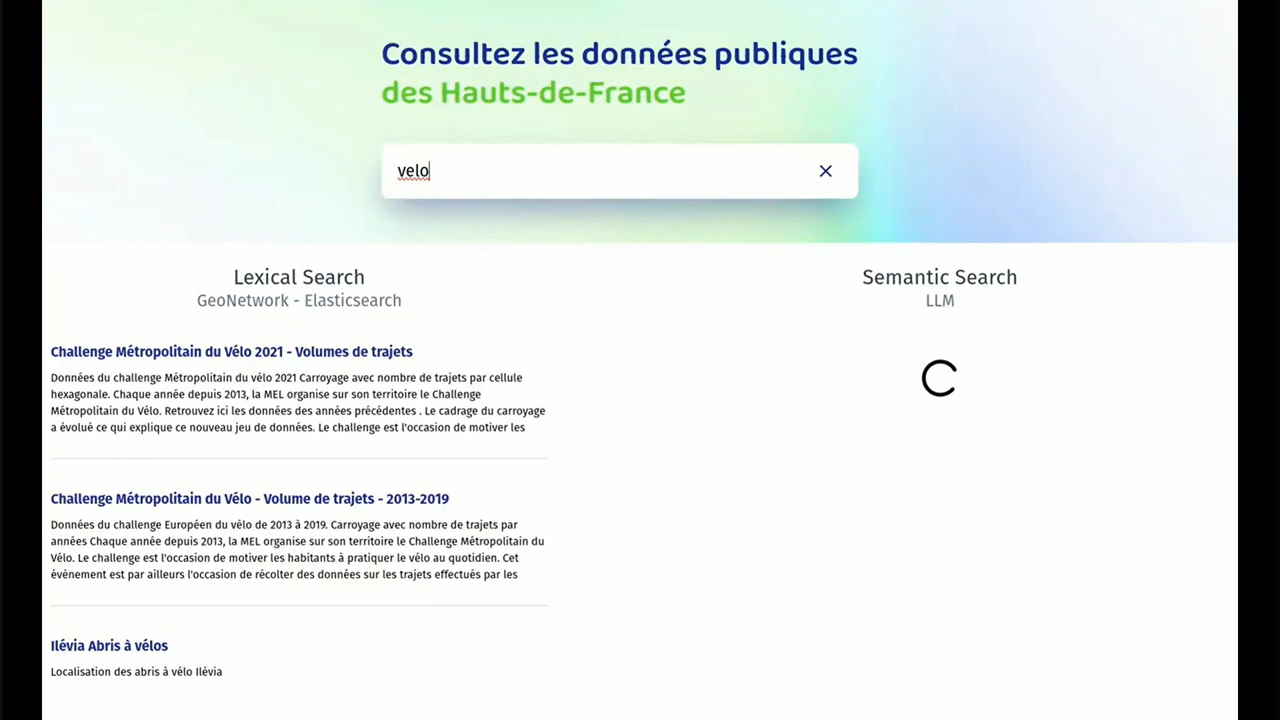 Consultez les données publiques
des Hauts-de-France
velo
Lexical Search
GeoNetwork - Elasticsearch
Semantic Search
LLM
Challenge Métropolitain du Vélo 2021 - Volumes de trajets
Données du challenge Métropolitain du vélo 2021 Carroyage avec nombre de trajets par cellule
hexagonale. Chaque année depuis 2013, la MEL organise sur son territoire le Challenge
Métropolitain du Vélo. Retrouvez ici les données des années précédentes . Le cadrage du carroyage
a évolué ce qui explique ce nouveau jeu de données. Le challenge est l'occasion de motiver les
Challenge Métropolitain du Vélo - Volume de trajets - 2013-2019
Données du challenge Européen du vélo de 2013 à 2019. Carroyage avec nombre de trajets par
années Chaque année depuis 2013, la MEL organise sur son territoire le Challenge Métropolitain du
Vélo. Le challenge est l'occasion de motiver les habitants à pratiquer le vélo au quotidien. Cet
événement est par ailleurs l'occasion de récolter des données sur les trajets effectués par les
Ilévia Abris à vélos
Localisation des abris à vélo Ilévia